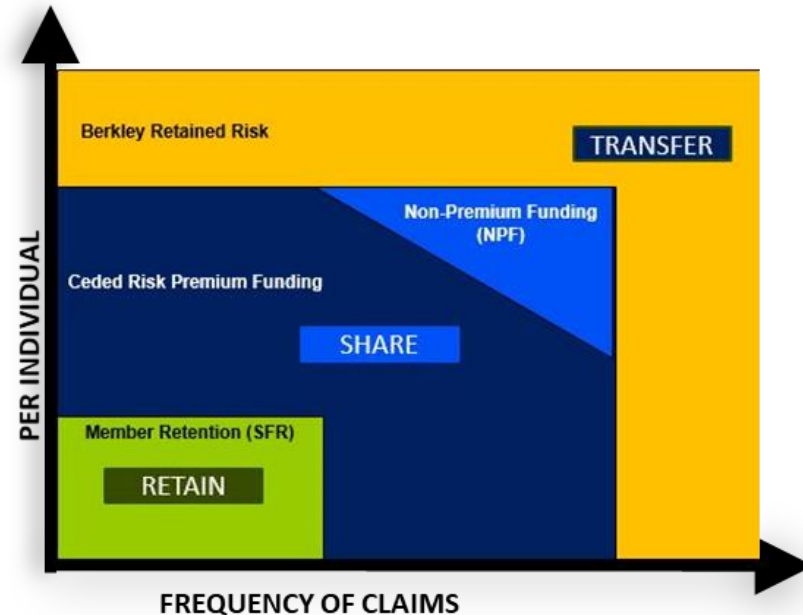 Berkley Retained Risk
TRANSFER
Non-Premium Funding
(NPF)
Ceded Risk Premium Funding
SHARE
Member Retention (SFR)
RETAIN
PER INDIVIDUAL
FREQUENCY OF CLAIMS